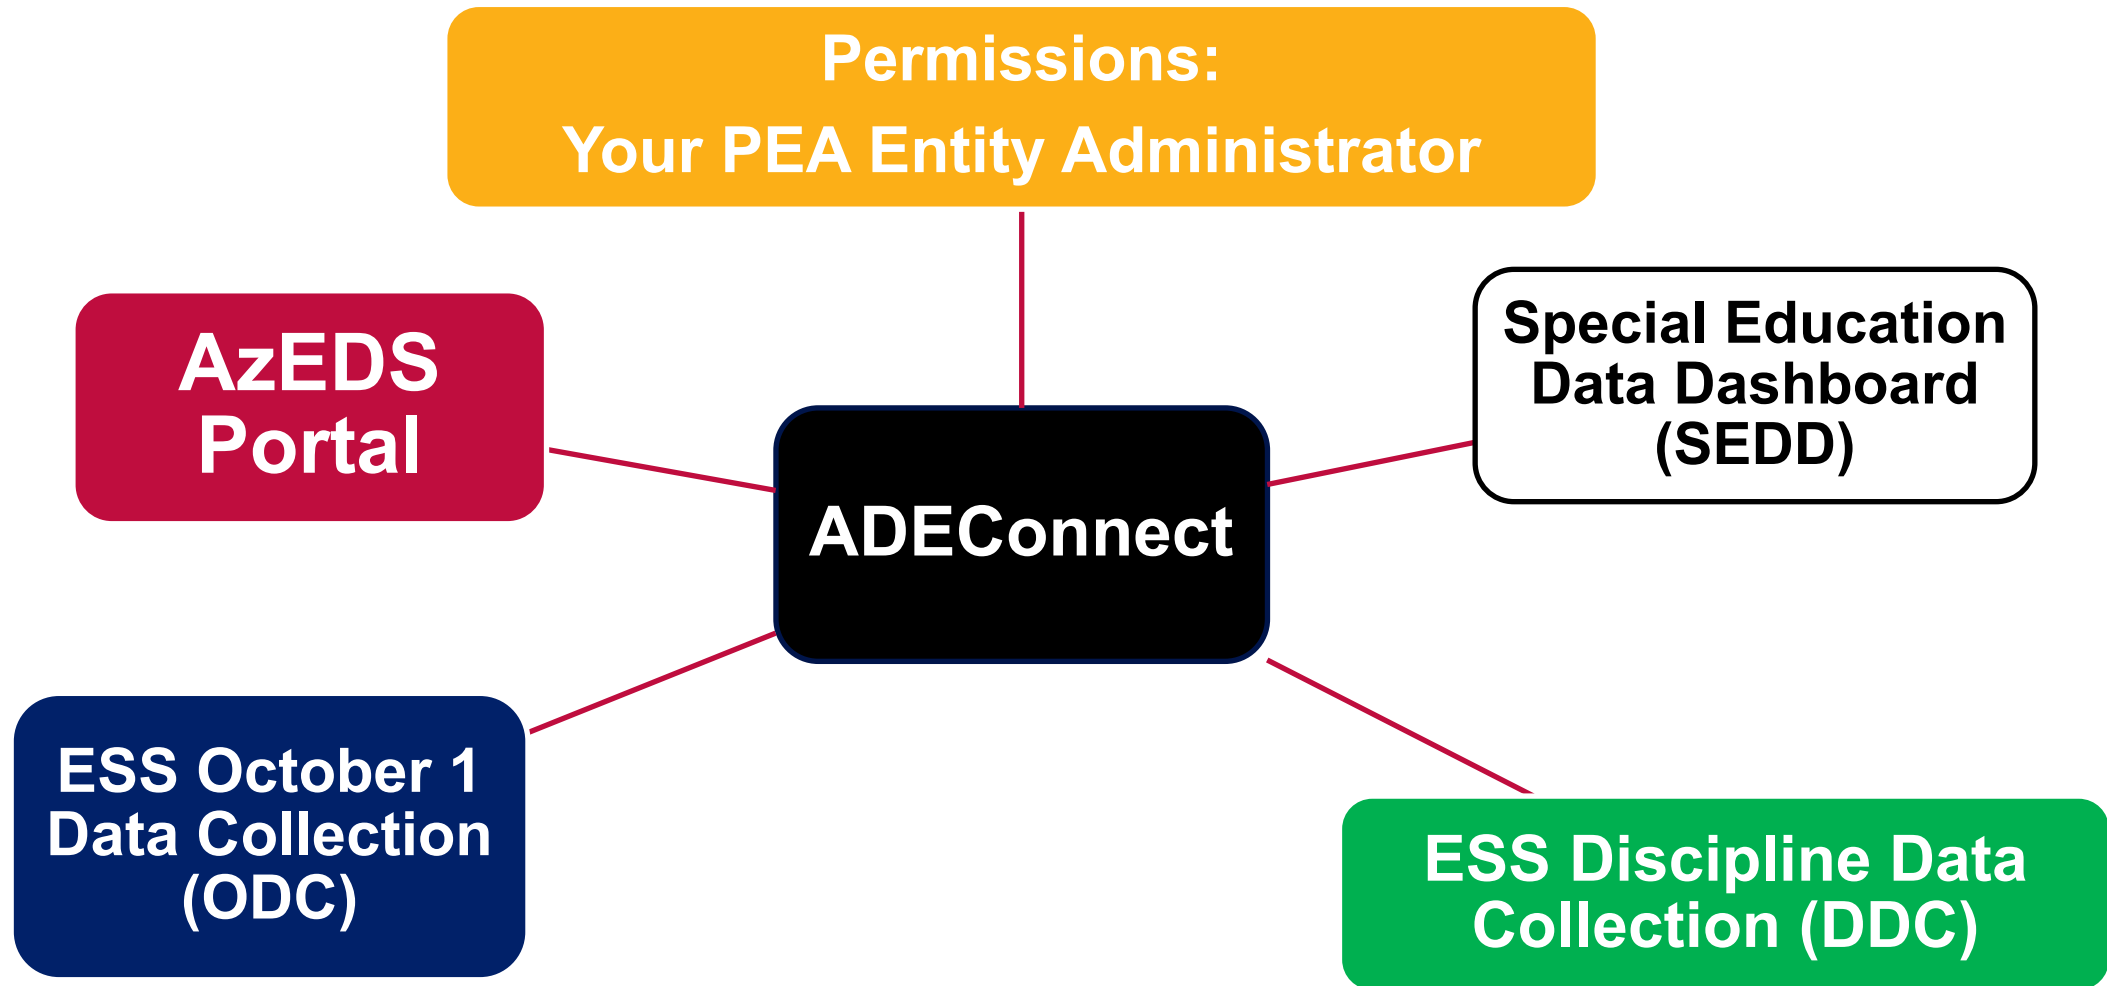 Permissions:
Your PEA Entity Administrator
AzEDS
Portal
Special Education
Data Dashboard
(SEDD)
ADEConnect
ESS October 1
Data Collection
(ODC)
ESS Discipline Data
Collection (DDC)